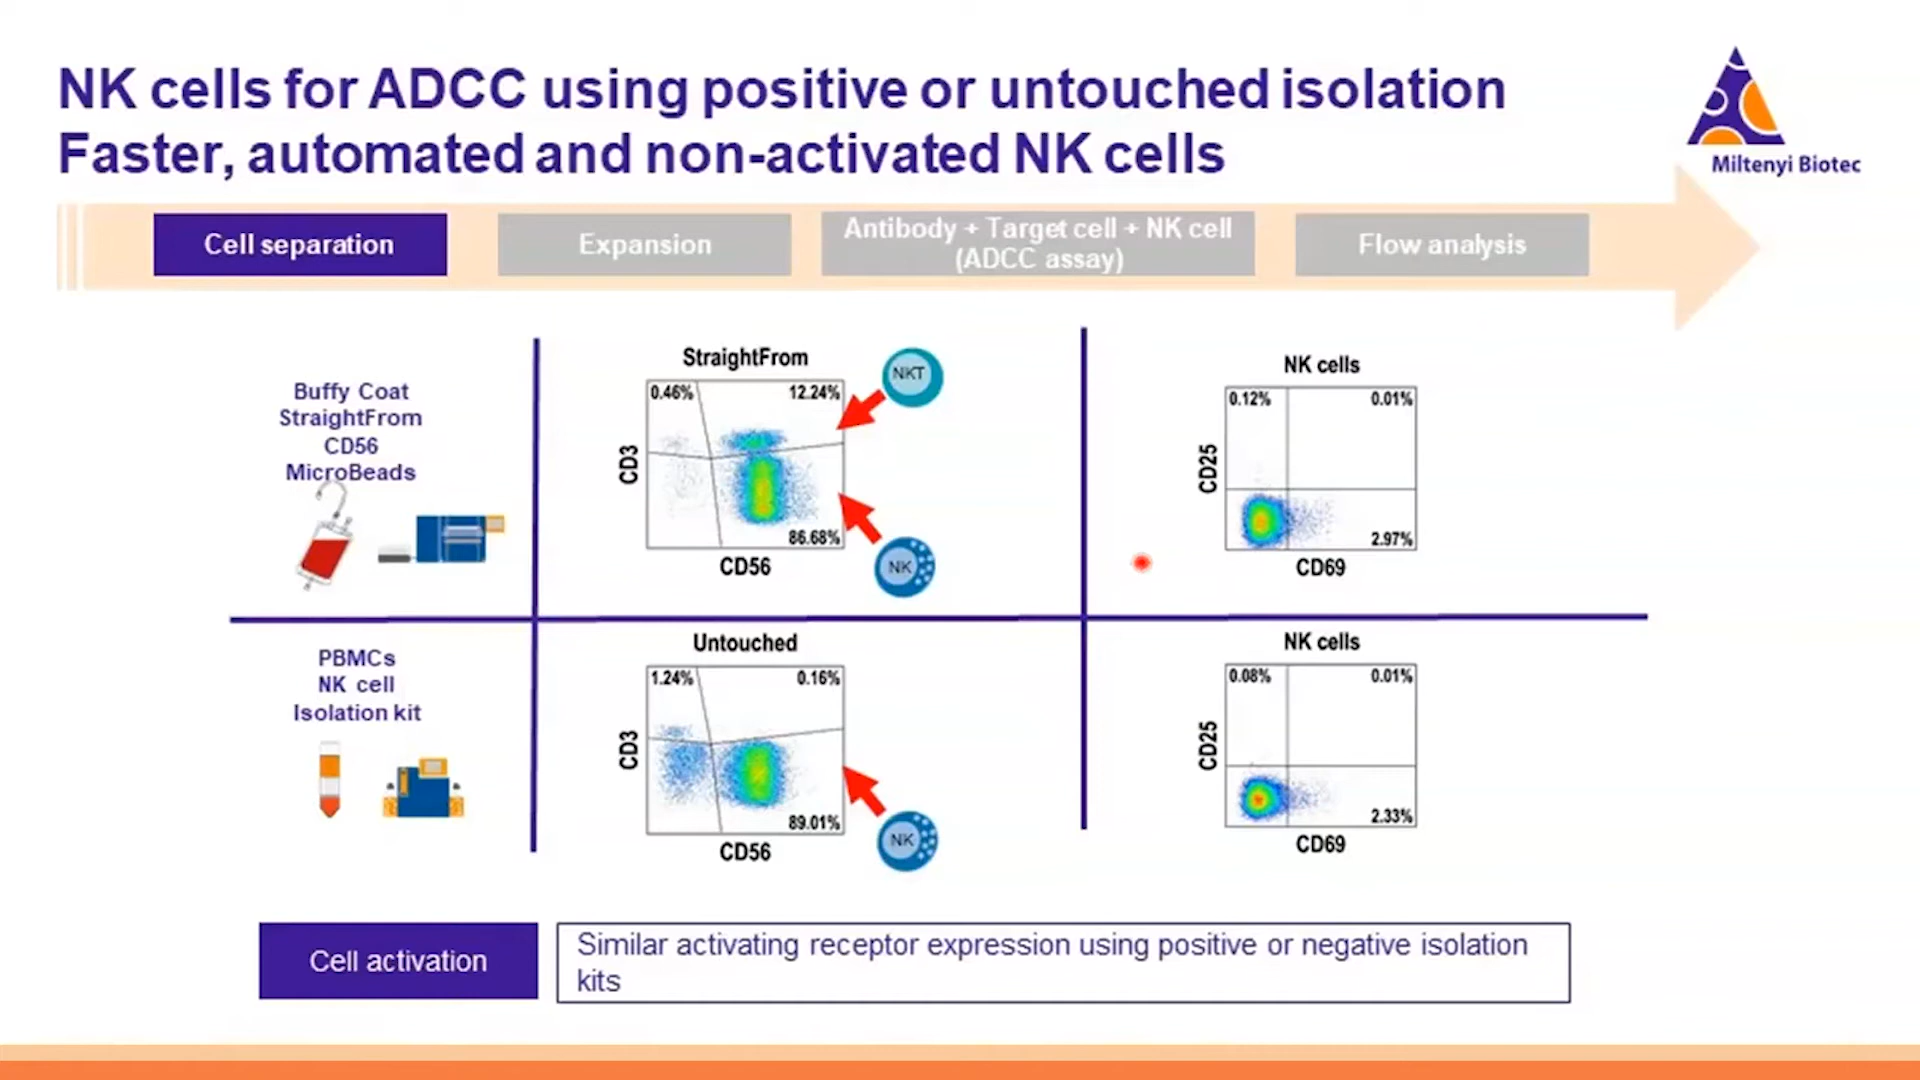 NK cells for ADCC using positive or untouched isolation
Faster, automated and non-activated NK cells
Miltenyi Biotec
Cell separation
Expansion
Antibody + Target cell + NK cell
(ADCC assay)
Flow analysis
Buffy Coat
StraightFrom
CD56
MicroBeads
StraightFrom
0.46%
12.24%
NKT
CD3
86.68%
NK
CD56
NK cells
0.12%
0.01%
CD25
2.97%
CD69
PBMCs
NK cell
Isolation kit
Untouched
1.24%
0.16%
CD3
89.01%
NK
CD56
NK cells
0.08%
0.01%
CD25
2.33%
CD69
Cell activation
Similar activating receptor expression using positive or negative isolation
kits